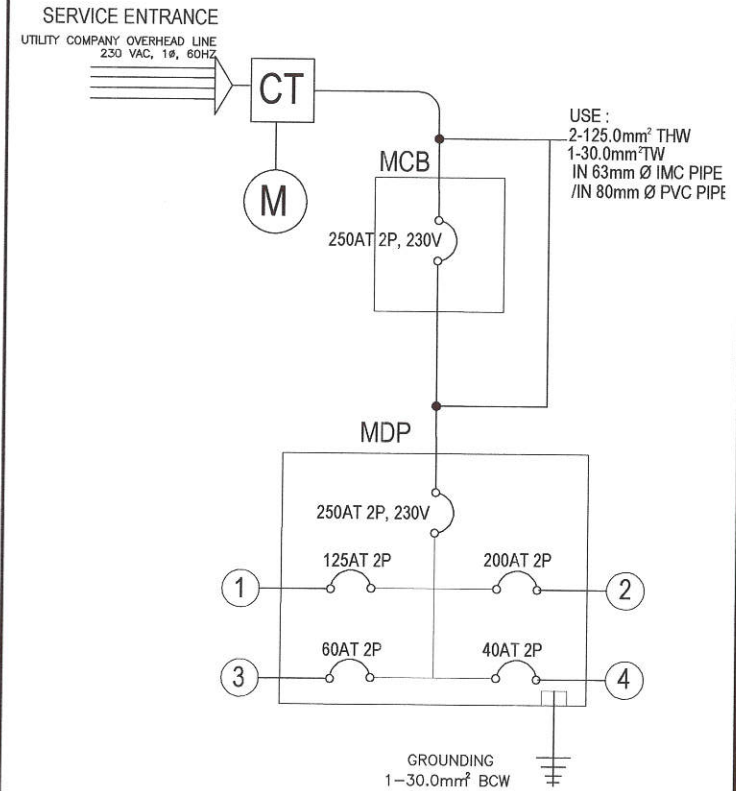 SERVICE ENTRANCE
UTILITY COMPANY OVERHEAD LINE
230 VAC, 1Ø, 60HZ
CT
M
USE :
2-125.0mm² THW
1-30.0mm²TW
IN 63mm Ø IMC PIPE
/IN 80mm Ø PVC PIPE
MCB
250AT 2P, 230V
MDP
250AT 2P, 230V
125AT 2P
200AT 2P
1
2
60AT 2P
40AT 2P
3
4
GROUNDING
1-30.0mm² BCW